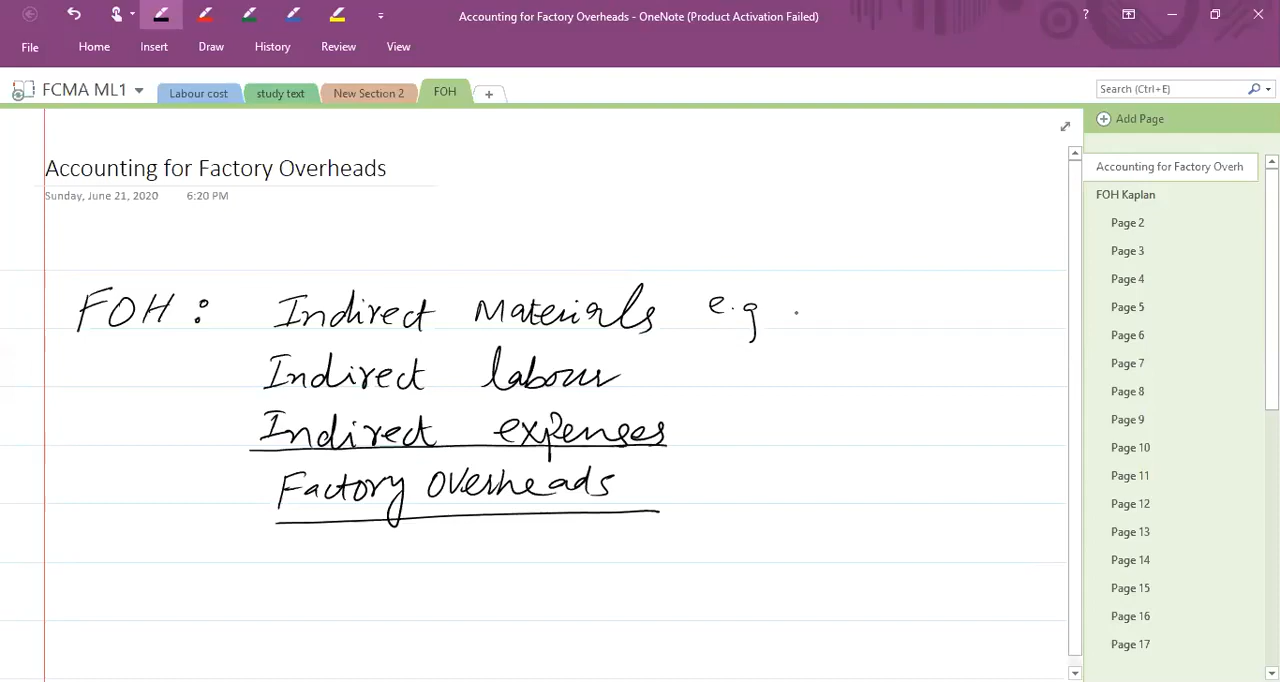 Accounting for Factory Overheads - OneNote (Product Activation Failed)
?
File Home Insert Draw History Review View
FCMA ML1 Labour cost study text New Section 2 FOH +
Search (Ctrl+E)
Add Page
Accounting for Factory Overheads
Sunday, June 21, 2020 6:20 PM
FOH : Indirect Materials e.g .
Indirect labour
Indirect expenses
Factory Overheads
Accounting for Factory Overh
FOH Kaplan
Page 2
Page 3
Page 4
Page 5
Page 6
Page 7
Page 8
Page 9
Page 10
Page 11
Page 12
Page 13
Page 14
Page 15
Page 16
Page 17